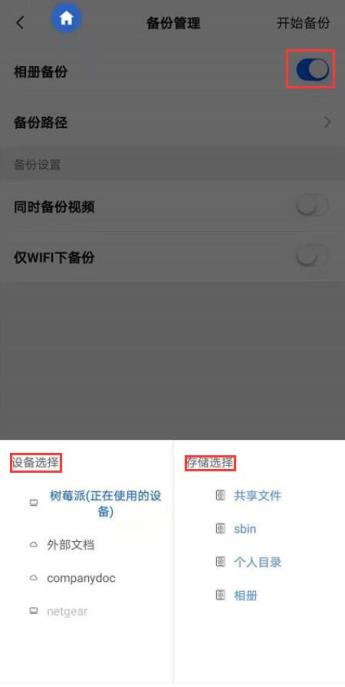 备份管理 开始备份
相册备份
备份路径
备份设置
同时备份视频
仅WIFI下备份
设备选择
树莓派(正在使用的设
备)
外部文档
companydoc
netgear
存储选择
共享文件
sbin
个人目录
相册